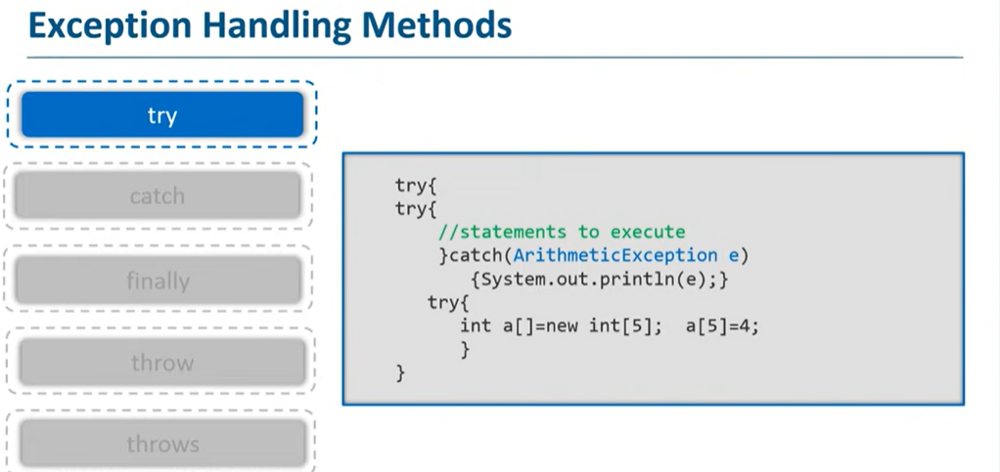 Exception Handling Methods
try
catch
finally
throw
throws
try{
try{
//statements to execute
}catch(ArithmeticException e)
{System.out.println(e);}
try{
int a[]=new int[5];  a[5]=4;
}
}